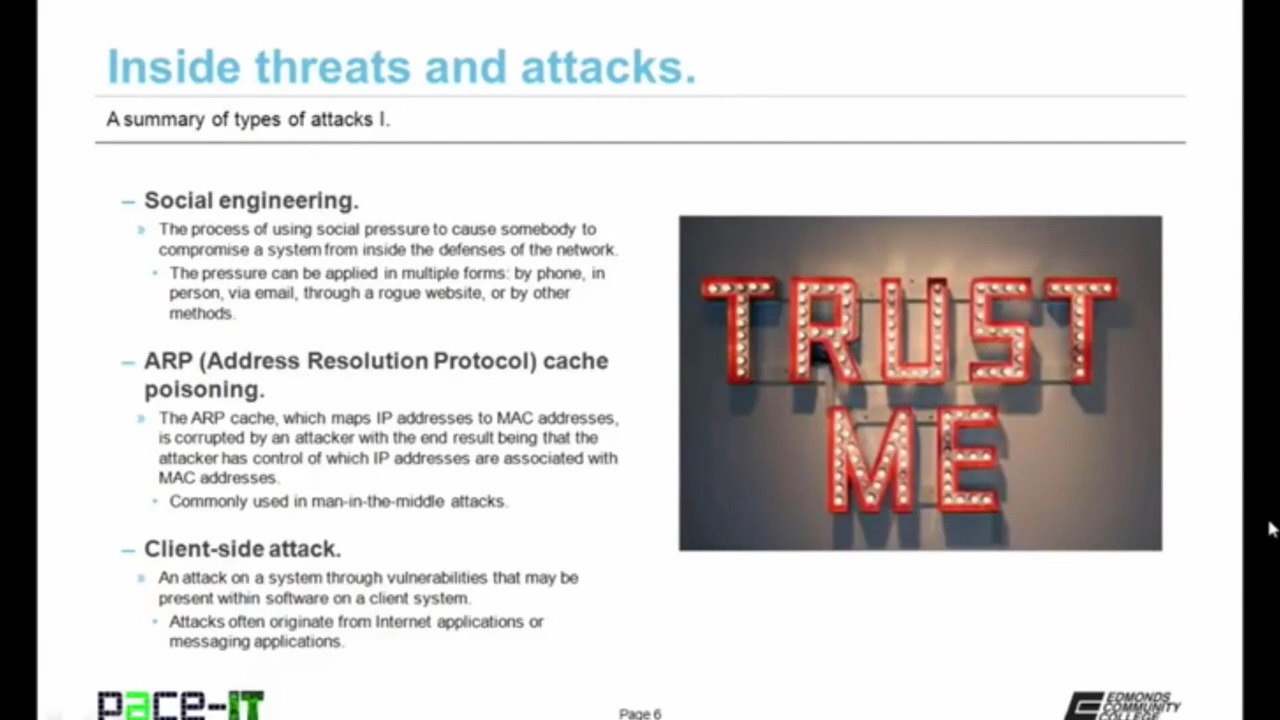 Inside threats and attacks.
A summary of types of attacks I.
– Social engineering.
» The process of using social pressure to cause somebody to
compromise a system from inside the defenses of the network.
• The pressure can be applied in multiple forms: by phone, in
person, via email, through a rogue website, or by other
methods.
– ARP (Address Resolution Protocol) cache
poisoning.
» The ARP cache, which maps IP addresses to MAC addresses,
is corrupted by an attacker with the end result being that the
attacker has control of which IP addresses are associated with
MAC addresses.
• Commonly used in man-in-the-middle attacks.
– Client-side attack.
» An attack on a system through vulnerabilities that may be
present within software on a client system.
• Attacks often originate from Internet applications or
messaging applications.
TRUST
ME
pace-IT
Page 6
EDMONDS
COMMUNITY
COLLEGE